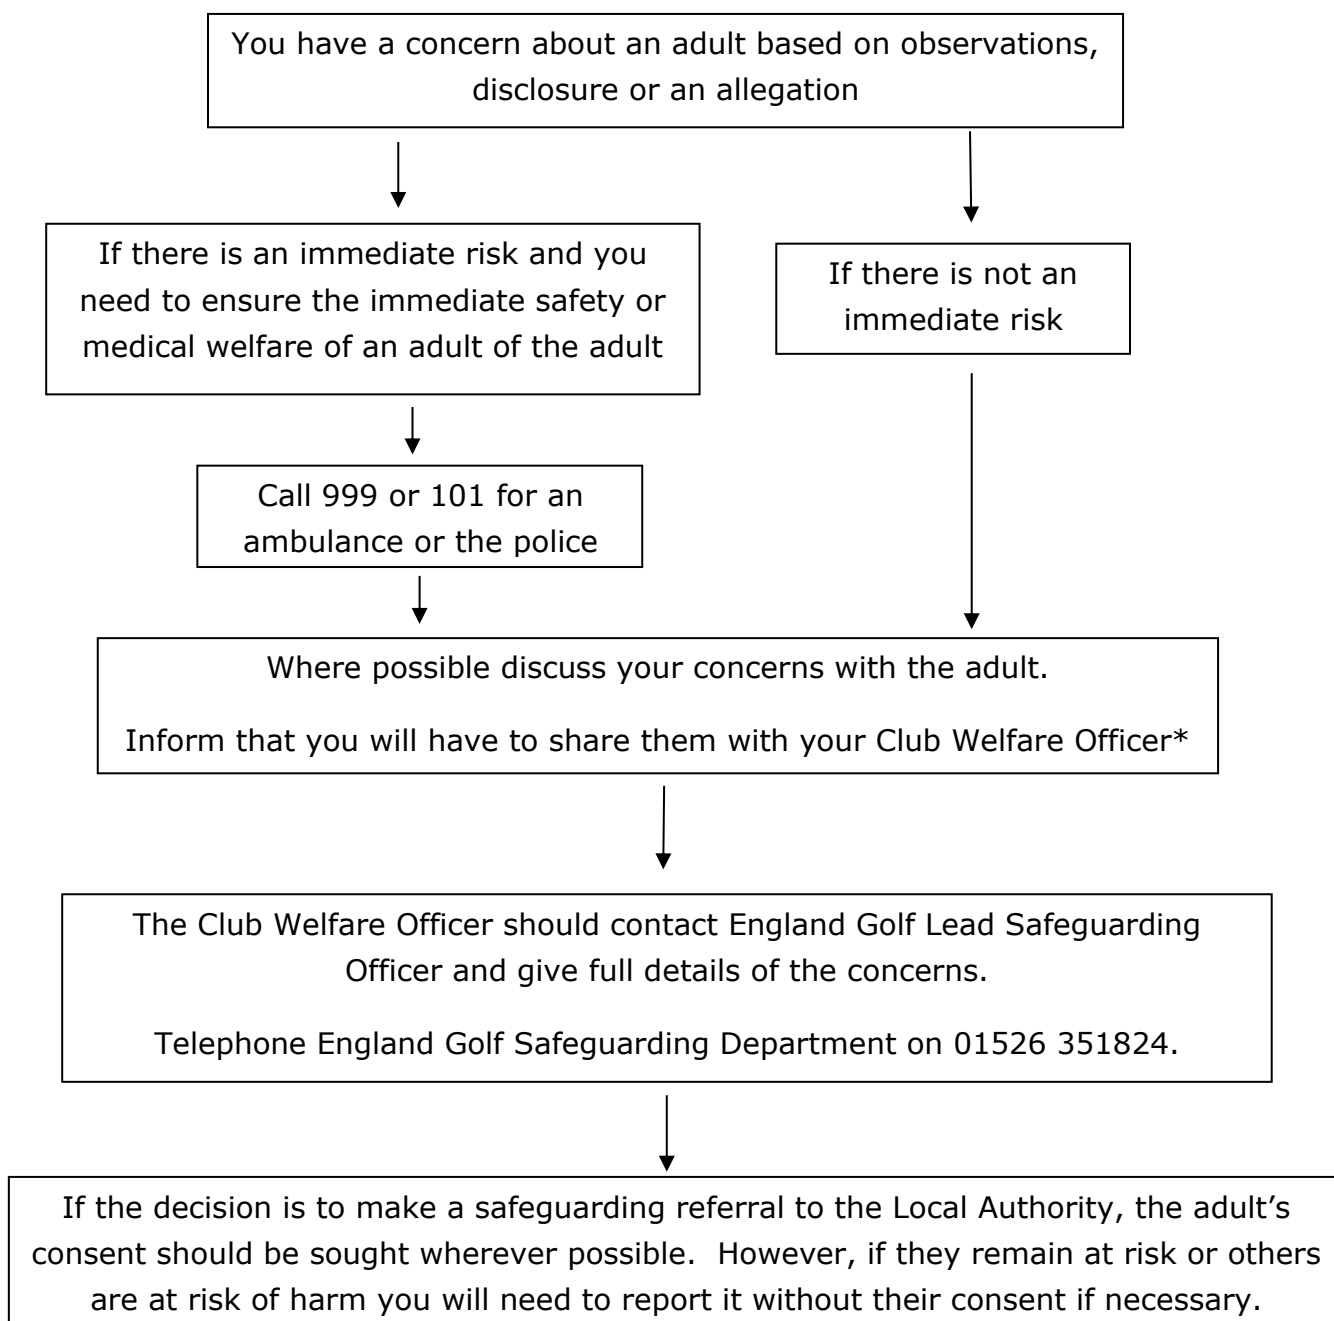 You have a concern about an adult based on observations,
disclosure or an allegation
If there is an immediate risk and you
need to ensure the immediate safety or
medical welfare of an adult of the adult
If there is not an
immediate risk
Call 999 or 101 for an
ambulance or the police
Where possible discuss your concerns with the adult.
Inform that you will have to share them with your Club Welfare Officer*
The Club Welfare Officer should contact England Golf Lead Safeguarding
Officer and give full details of the concerns.
Telephone England Golf Safeguarding Department on 01526 351824.
If the decision is to make a safeguarding referral to the Local Authority, the adult’s
consent should be sought wherever possible.  However, if they remain at risk or others
are at risk of harm you will need to report it without their consent if necessary.